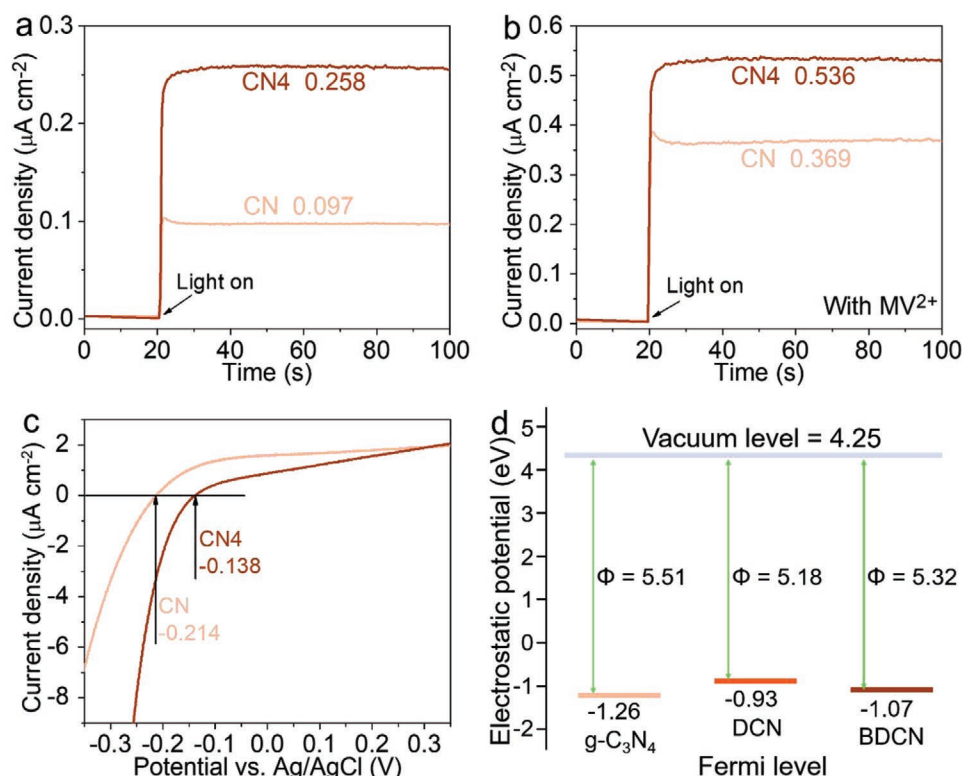 a
Current density (μA cm⁻²)
0.3
0.2
0.1
0.0
CN4 0.258
CN 0.097
Light on
0 20 40 60 80 100
Time (s)
b
Current density (μA cm⁻²)
0.6
0.5
0.4
0.3
0.2
0.1
0.0
CN4 0.536
CN 0.369
Light on
With MV²⁺
0 20 40 60 80 100
Time (s)
c
Current density (μA cm⁻²)
2
0
-2
-4
-6
-8
CN4
-0.138
CN
-0.214
-0.3 -0.2 -0.1 0.0 0.1 0.2 0.3
Potential vs. Ag/AgCl (V)
d
Electrostatic potential (eV)
5
4
3
2
1
0
-1
-2
Vacuum level = 4.25
Φ = 5.51 Φ = 5.18 Φ = 5.32
-1.26 -0.93 -1.07
g-C₃N₄ DCN BDCN
Fermi level